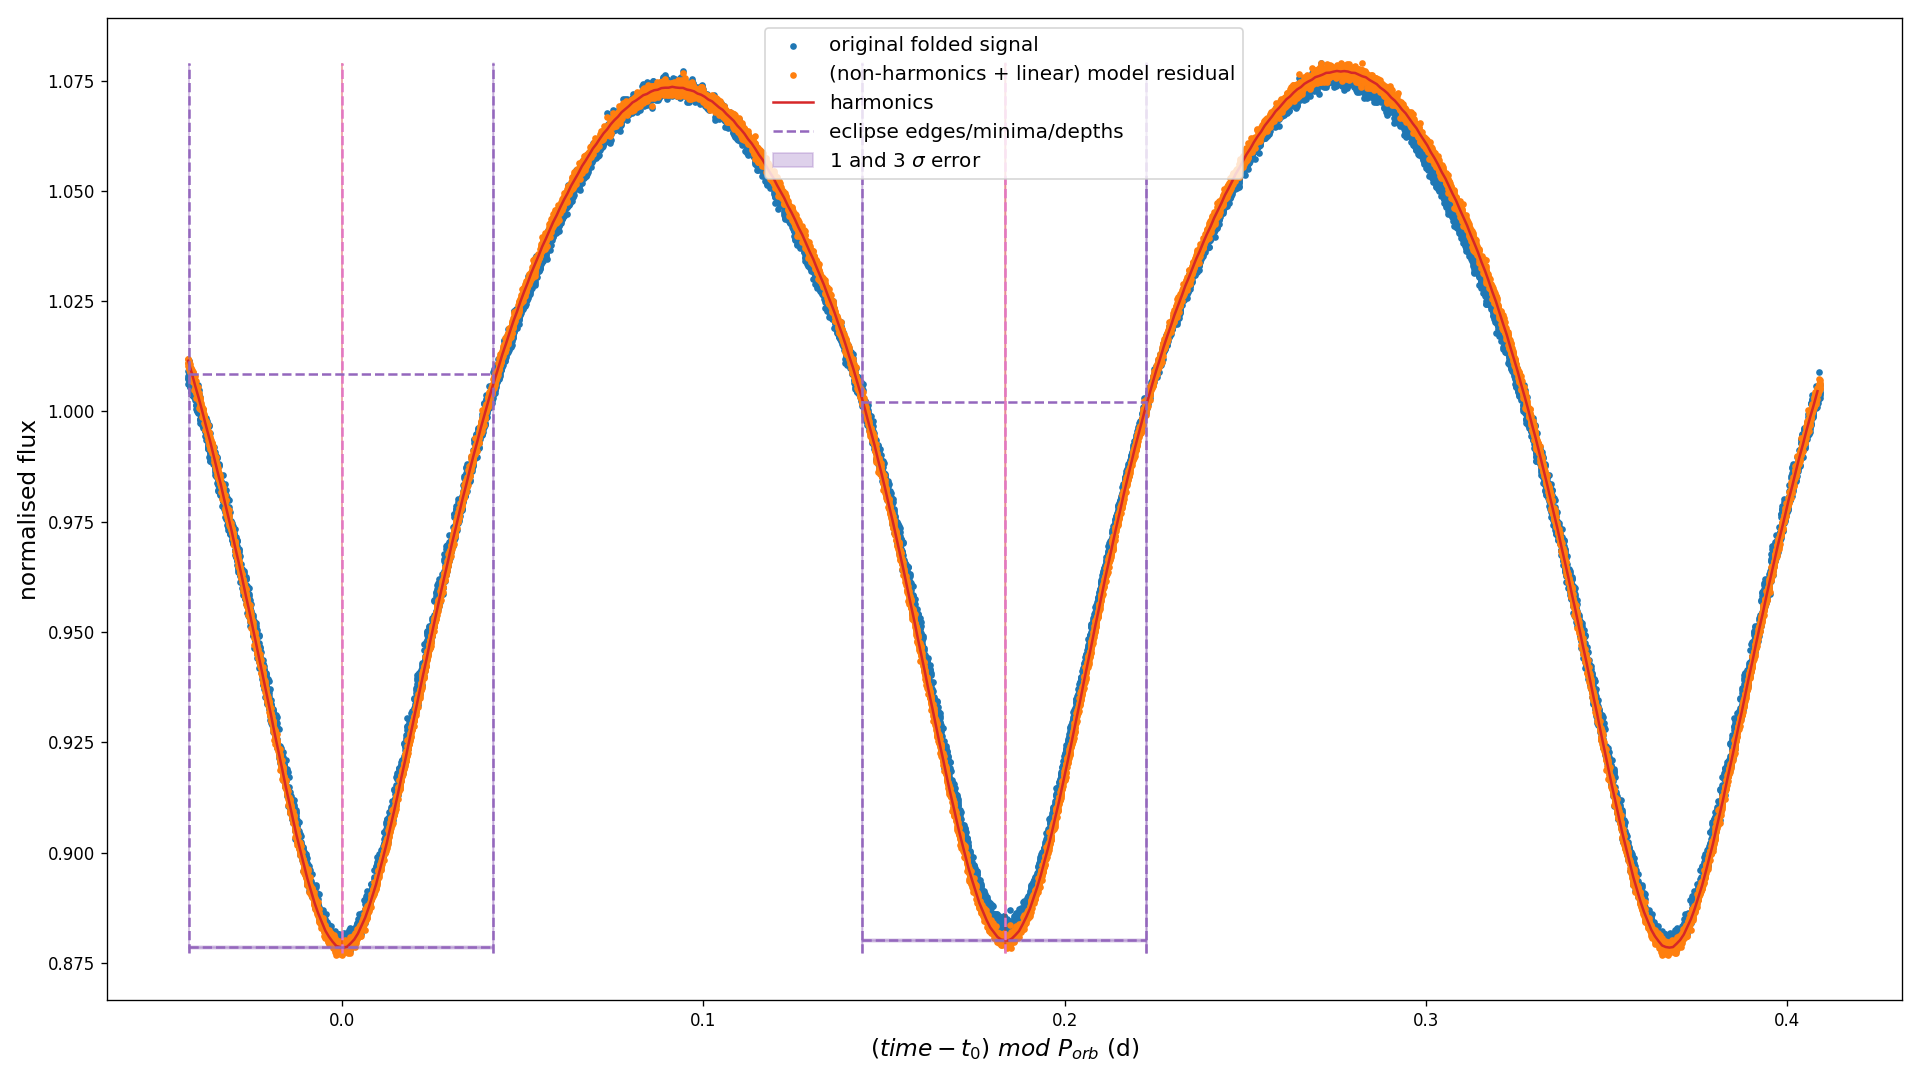 original folded signal
(non-harmonics + linear) model residual
harmonics
eclipse edges/minima/depths
1 and 3 σ error
normalised flux
1.075
1.050
1.025
1.000
0.975
0.950
0.925
0.900
0.875
0.0 0.1 0.2 0.3 0.4
(time − t₀) mod Pₒᵣb (d)